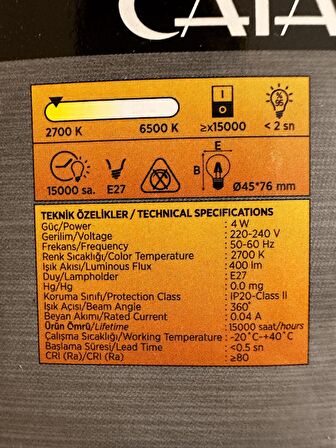 CATA
I
O
%
95
2700 K
6500 K
≥x15000
< 2 sn
15000 sa.
E27
E
B
Ø45*76 mm
TEKNİK ÖZELİKLER / TECHNICAL SPECIFICATIONS
Güç/Power : 4 W
Gerilim/Voltage : 220-240 V
Frekans/Frequency : 50-60 Hz
Renk Sıcaklığı/Color Temperature : 2700 K
Işık Akısı/Luminous Flux : 400 lm
Duy/Lampholder : E27
Hg/Hg : 0.0 mg
Koruma Sınıfı/Protection Class : IP20-Class II
Işık Açısı/Beam Angle : 360˚
Beyan Akımı/Rated Current : 0.04 A
Ürün Ömrü/Lifetime : 15000 saat/hours
Çalışma Sıcaklığı/Working Temperature : -20˚C-+40˚C
Başlama Süresi/Lead Time : <0.5 sn
CRI (Ra)/CRI (Ra) : ≥80